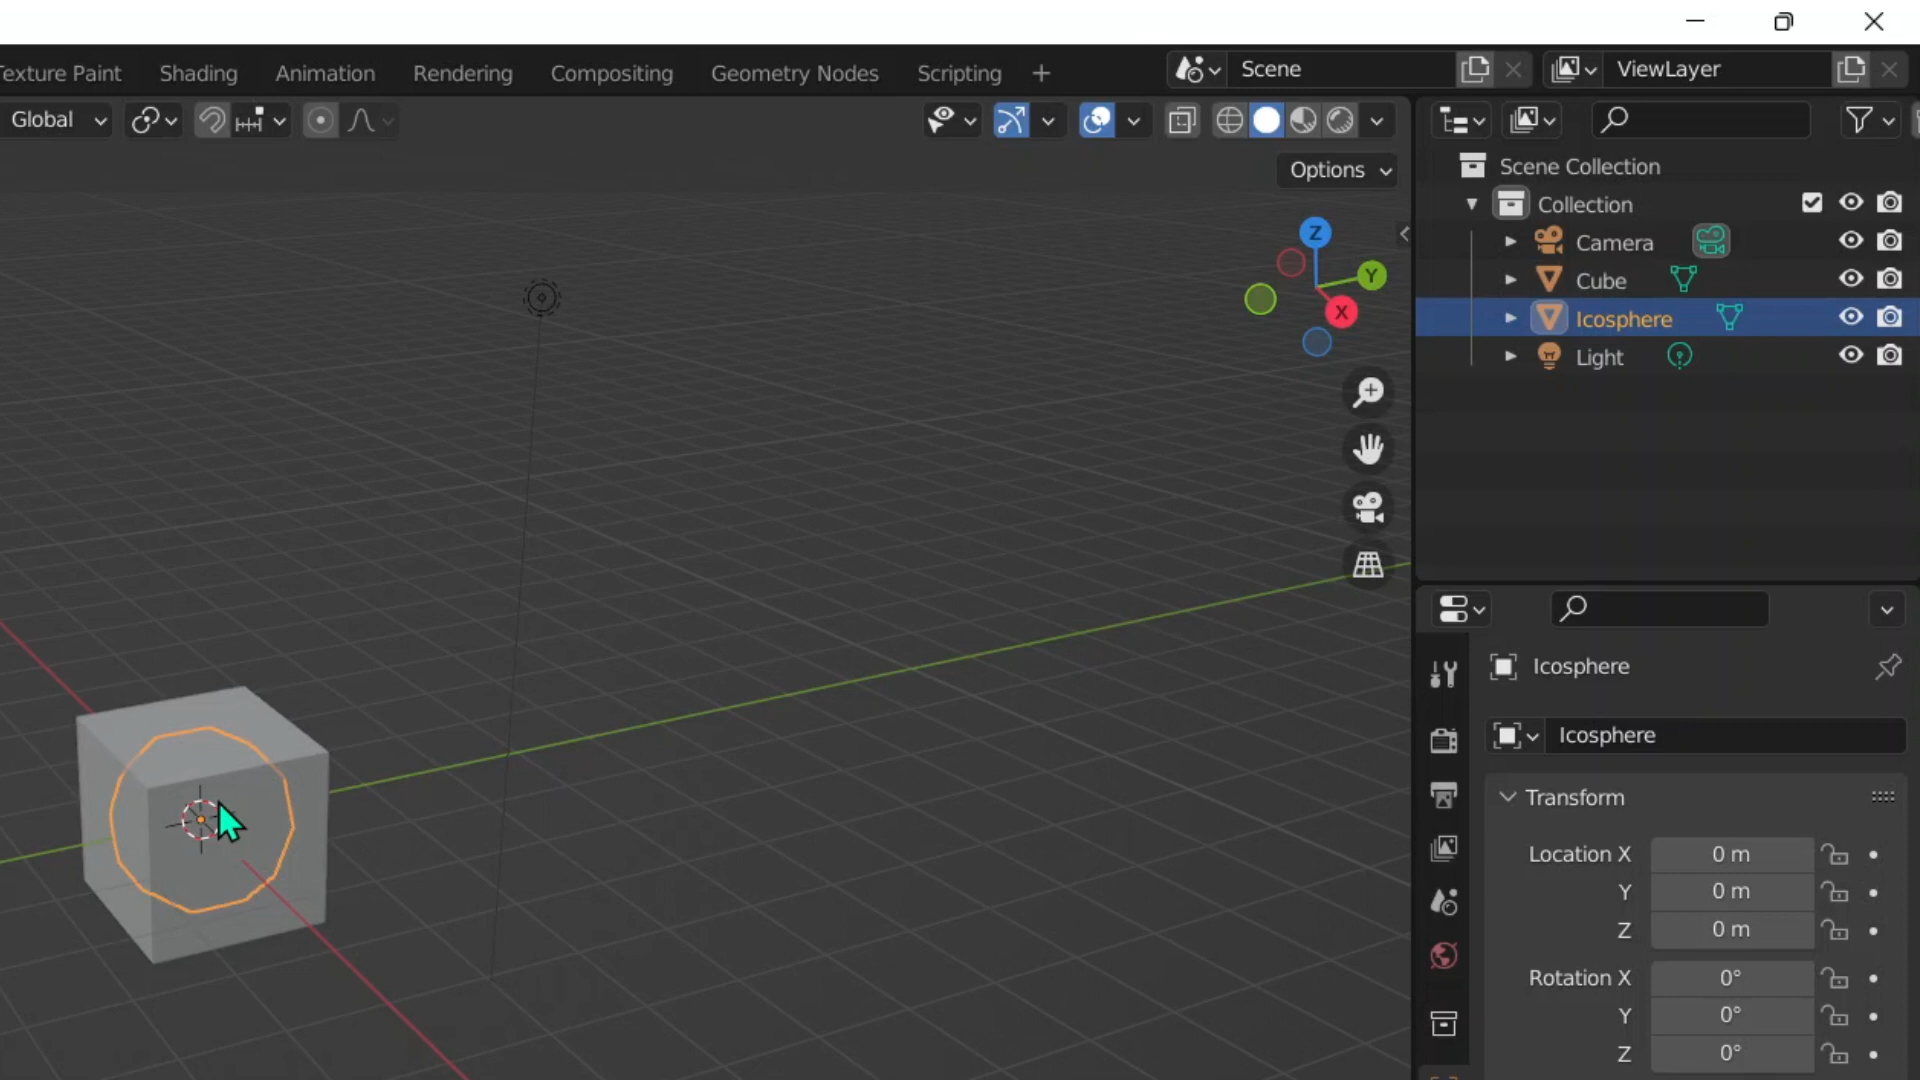 Texture Paint Shading Animation Rendering Compositing Geometry Nodes Scripting + Scene ViewLayer
Global
Options
Z
Y
X
Scene Collection
Collection
Camera
Cube
Icosphere
Light
Icosphere
Icosphere
Transform
Location X 0 m
Y 0 m
Z 0 m
Rotation X 0°
Y 0°
Z 0°